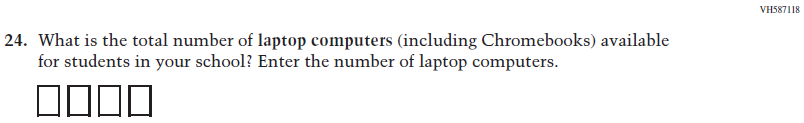 VH587118
24. What is the total number of laptop computers (including Chromebooks) available
for students in your school? Enter the number of laptop computers.